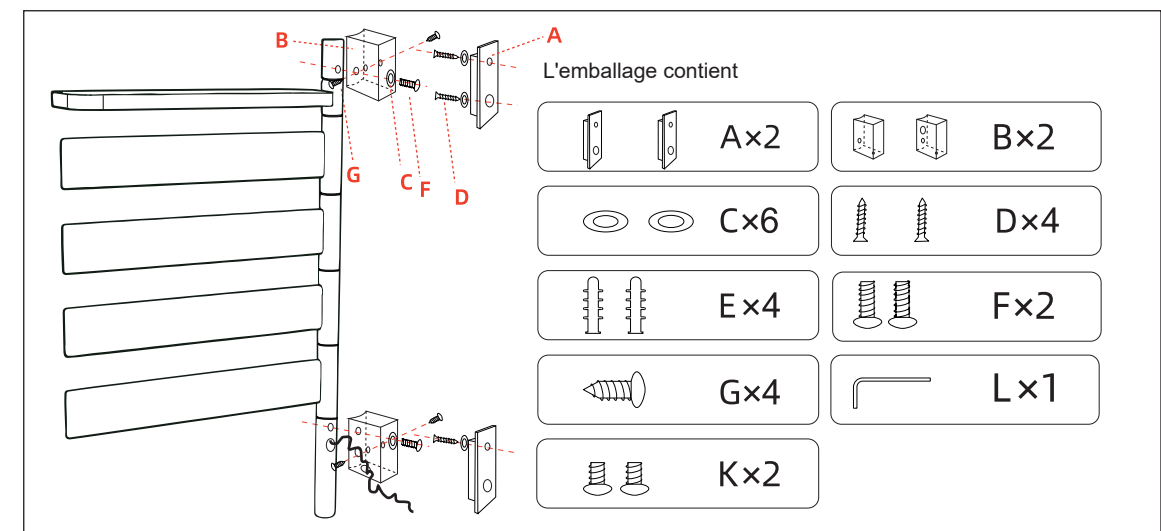 B
A
G
C
F
D
L'emballage contient
A×2
B×2
C×6
D×4
E×4
F×2
G×4
L×1
K×2